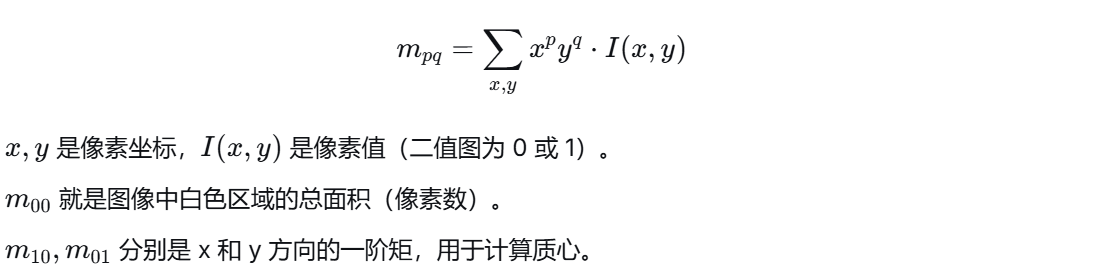 m_{pq} = \sum_{x,y} x^p y^q \cdot I(x, y)
x, y 是像素坐标，I(x, y) 是像素值（二值图为 0 或 1）。
m_{00} 就是图像中白色区域的总面积（像素数）。
m_{10}, m_{01} 分别是 x 和 y 方向的一阶矩，用于计算质心。